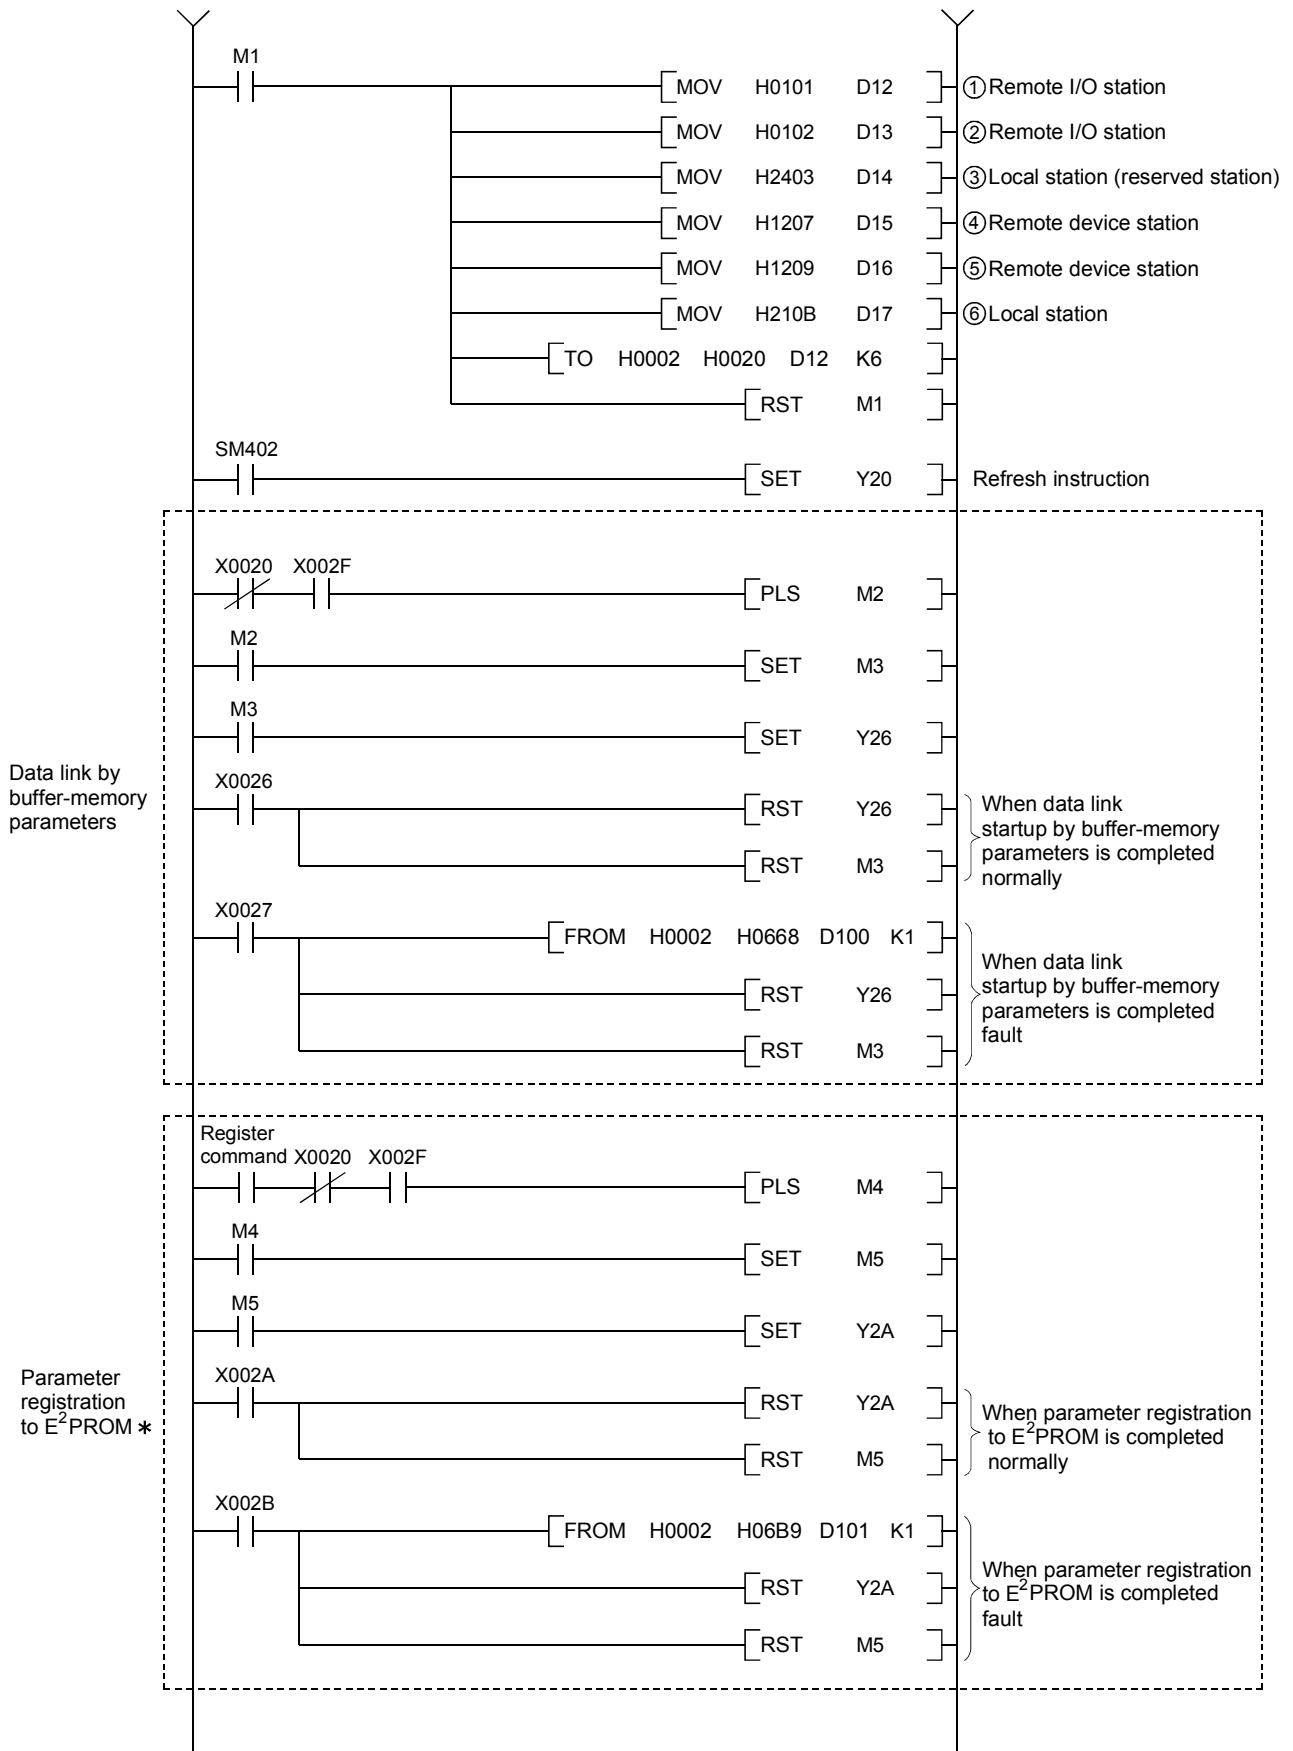 M1
MOV H0101 D12 ①Remote I/O station
MOV H0102 D13 ②Remote I/O station
MOV H2403 D14 ③Local station (reserved station)
MOV H1207 D15 ④Remote device station
MOV H1209 D16 ⑤Remote device station
MOV H210B D17 ⑥Local station
TO H0002 H0020 D12 K6
RST M1
SM402
SET Y20 Refresh instruction
Data link by
buffer-memory
parameters
X0020 X002F
PLS M2
M2
SET M3
M3
SET Y26
X0026
RST Y26
RST M3
When data link
startup by buffer-memory
parameters is completed
normally
X0027
FROM H0002 H0668 D100 K1
RST Y26
RST M3
When data link
startup by buffer-memory
parameters is completed
fault
Parameter
registration
to E²PROM *
Register
command X0020 X002F
PLS M4
M4
SET M5
M5
SET Y2A
X002A
RST Y2A
RST M5
When parameter registration
to E²PROM is completed
normally
X002B
FROM H0002 H06B9 D101 K1
RST Y2A
RST M5
When parameter registration
to E²PROM is completed
fault